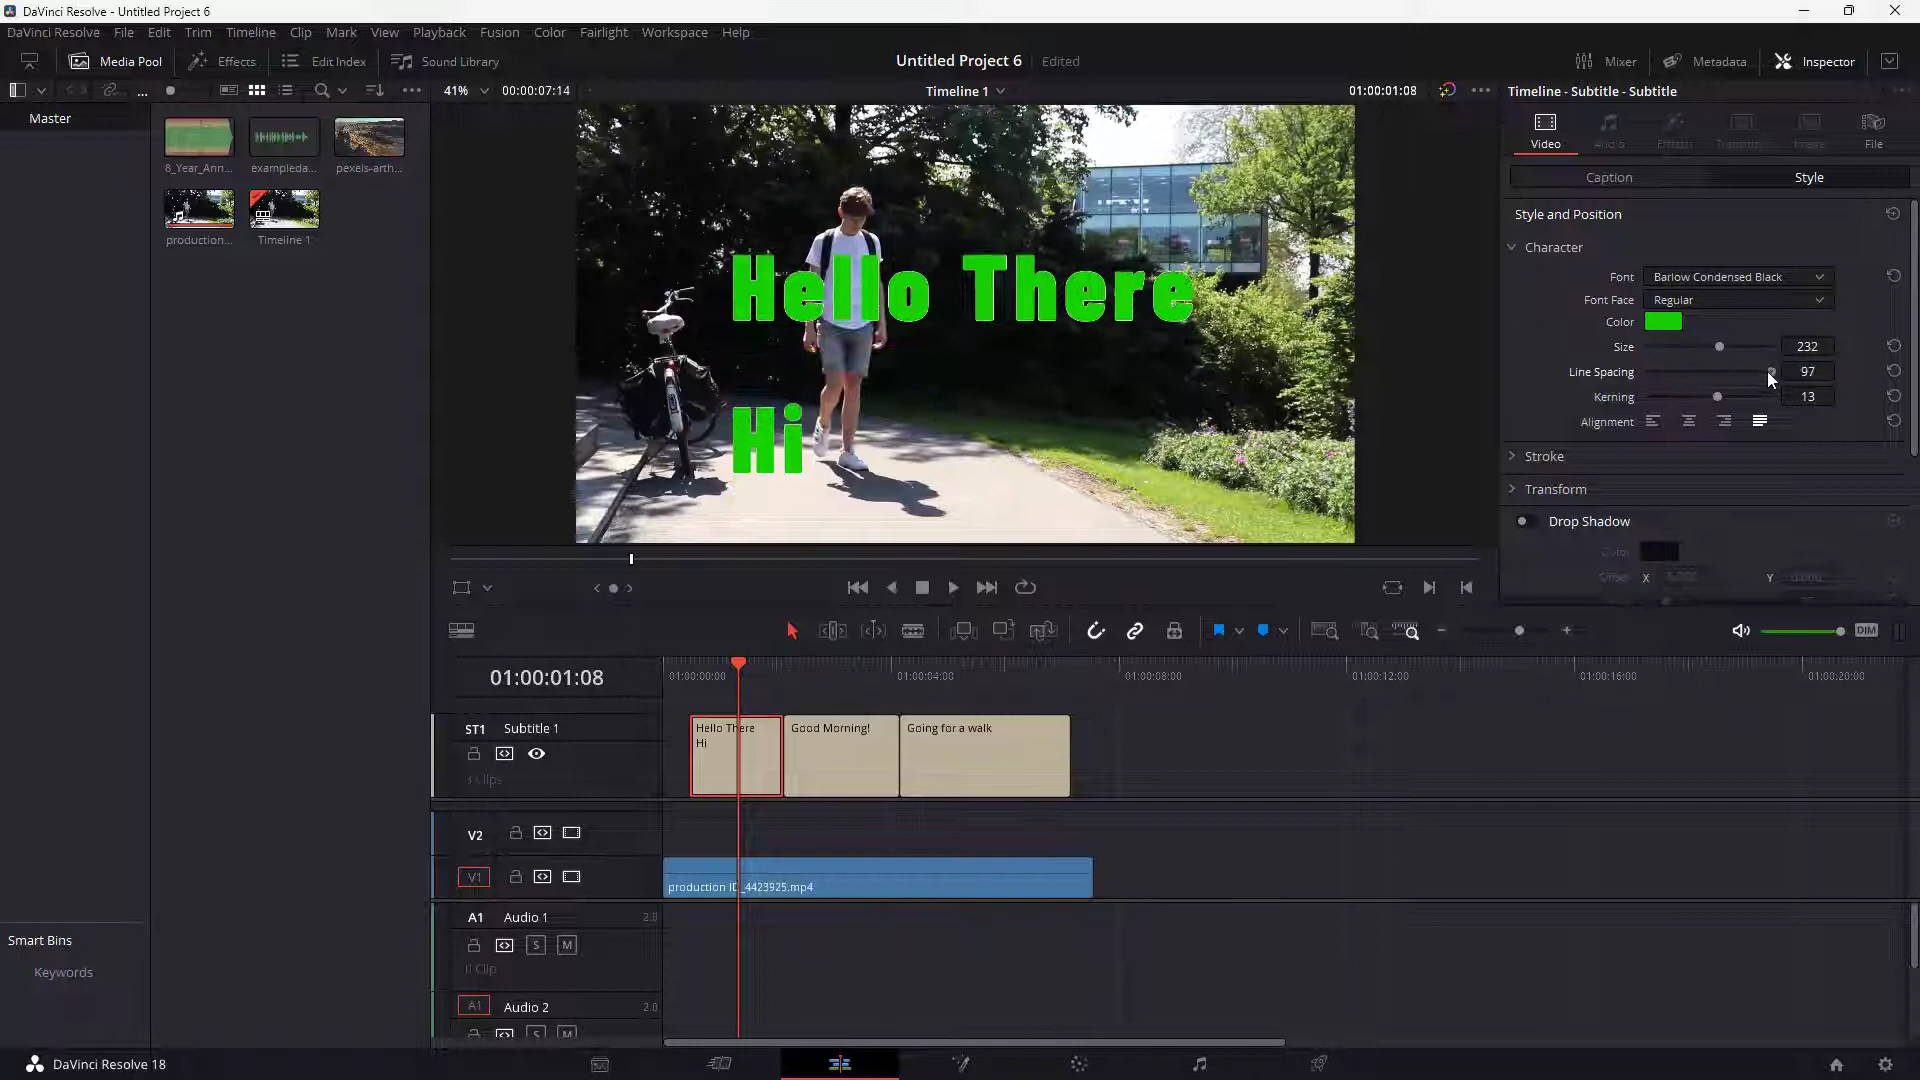 DaVinci Resolve - Untitled Project 6
DaVinci Resolve File Edit Trim Timeline Clip Mark View Playback Fusion Color Fairlight Workspace Help
Media Pool Effects Edit Index Sound Library Untitled Project 6 Edited Mixer Metadata Inspector
... 41% 00:00:07:14 Timeline 1 01:00:01:08 Timeline - Subtitle - Subtitle
Master
Video Audio Effects Transition Image File
8_Year_Ann... exampleda... pexels-arth...
Caption Style
production... Timeline 1
Style and Position
Character
Font Barlow Condensed Black
Font Face Regular
Color
Size 232
Line Spacing 97
Kerning 13
Alignment
Hello There
Hi
Stroke
Transform
Drop Shadow
Color
Offset X 0.000 Y 0.000
DIM
01:00:01:08
01:00:00:00 01:00:04:00 01:00:08:00 01:00:12:00 01:00:16:00 01:00:20:00
ST1 Subtitle 1
3 Clips
Hello There
Hi
Good Morning!
Going for a walk
V2
V1
production ID_4423925.mp4
A1 Audio 1 2.0
S M
Clip
A1 Audio 2 2.0
S M
Smart Bins
Keywords
DaVinci Resolve 18